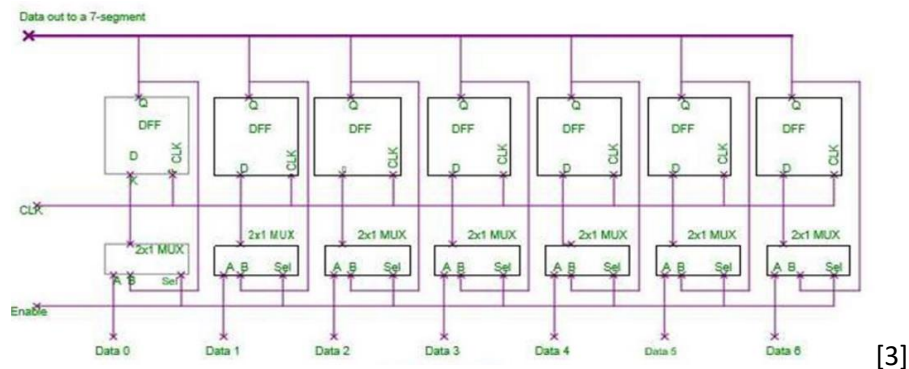 Data out to a 7-segment
Q Q Q Q Q Q Q
DFF DFF DFF DFF DFF DFF DFF
D CLK D CLK CLK D CLK D CLK D CLK D CLK
CLK
2x1 MUX 2x1 MUX 2x1 MUX 2x1 MUX 2x1 MUX 2x1 MUX 2x1 MUX
A B Sel A B Sel A B Sel A B Sel A B Sel A B Sel A B Sel
Enable
Data 0 Data 1 Data 2 Data 3 Data 4 Data 5 Data 6
[3]